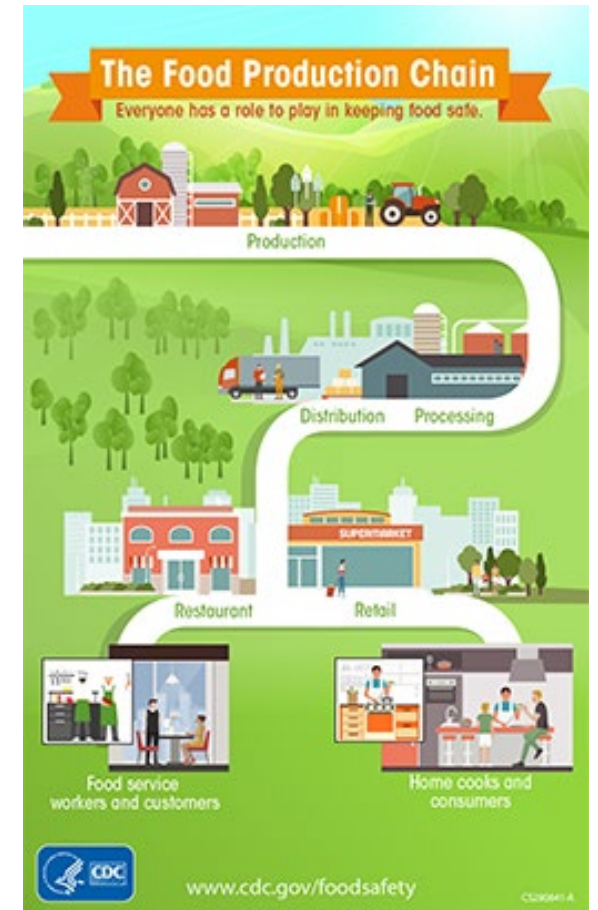 The Food Production Chain
Everyone has a role to play in keeping food safe.
Production
Distribution
Processing
SUPERMARKET
Restaurant
Retail
Food service
workers and customers
Home cooks and
consumers
CDC
www.cdc.gov/foodsafety
CS280641-A